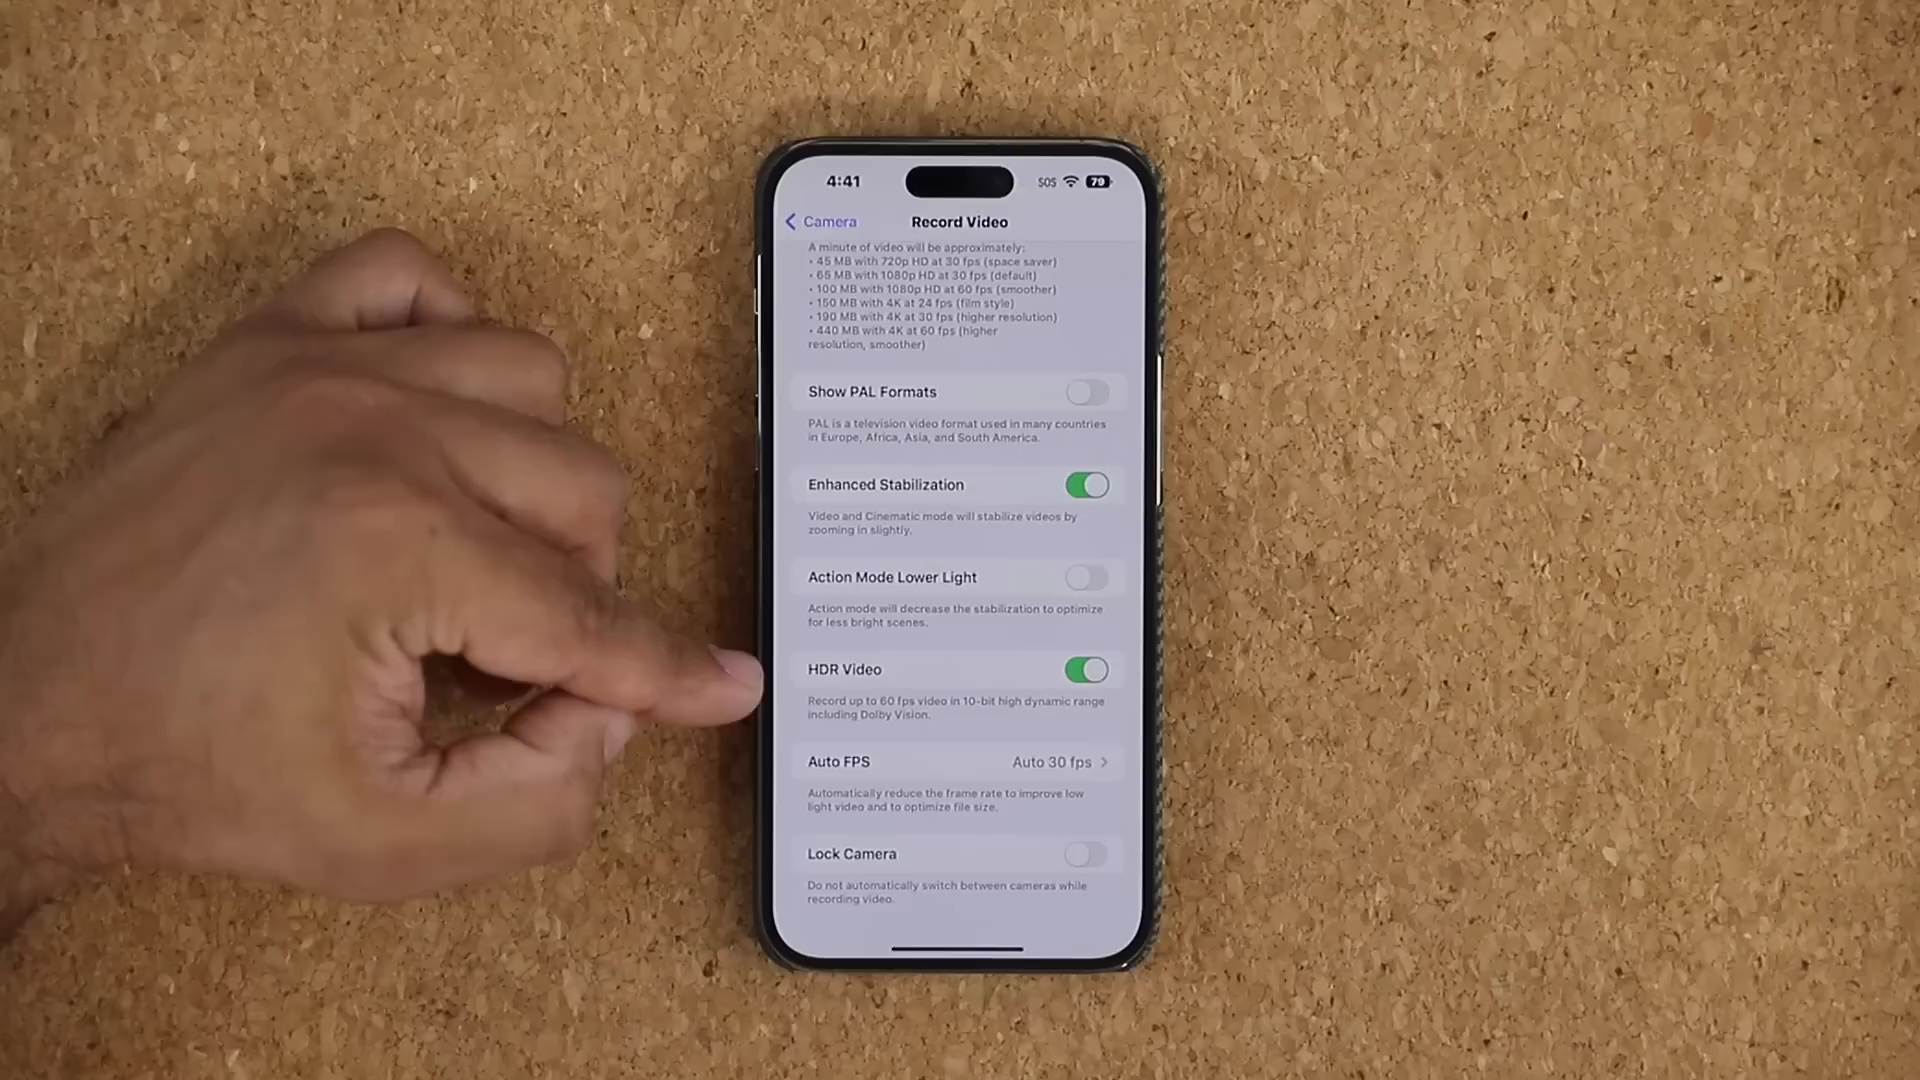 4:41
SOS 79
Camera
Record Video
A minute of video will be approximately:
• 45 MB with 720p HD at 30 fps (space saver)
• 65 MB with 1080p HD at 30 fps (default)
• 100 MB with 1080p HD at 60 fps (smoother)
• 150 MB with 4K at 24 fps (film style)
• 190 MB with 4K at 30 fps (higher resolution)
• 440 MB with 4K at 60 fps (higher
resolution, smoother)
Show PAL Formats
PAL is a television video format used in many countries
in Europe, Africa, Asia, and South America.
Enhanced Stabilization
Video and Cinematic mode will stabilize videos by
zooming in slightly.
Action Mode Lower Light
Action mode will decrease the stabilization to optimize
for less bright scenes.
HDR Video
Record up to 60 fps video in 10-bit high dynamic range
including Dolby Vision.
Auto FPS Auto 30 fps
Automatically reduce the frame rate to improve low
light video and to optimize file size.
Lock Camera
Do not automatically switch between cameras while
recording video.